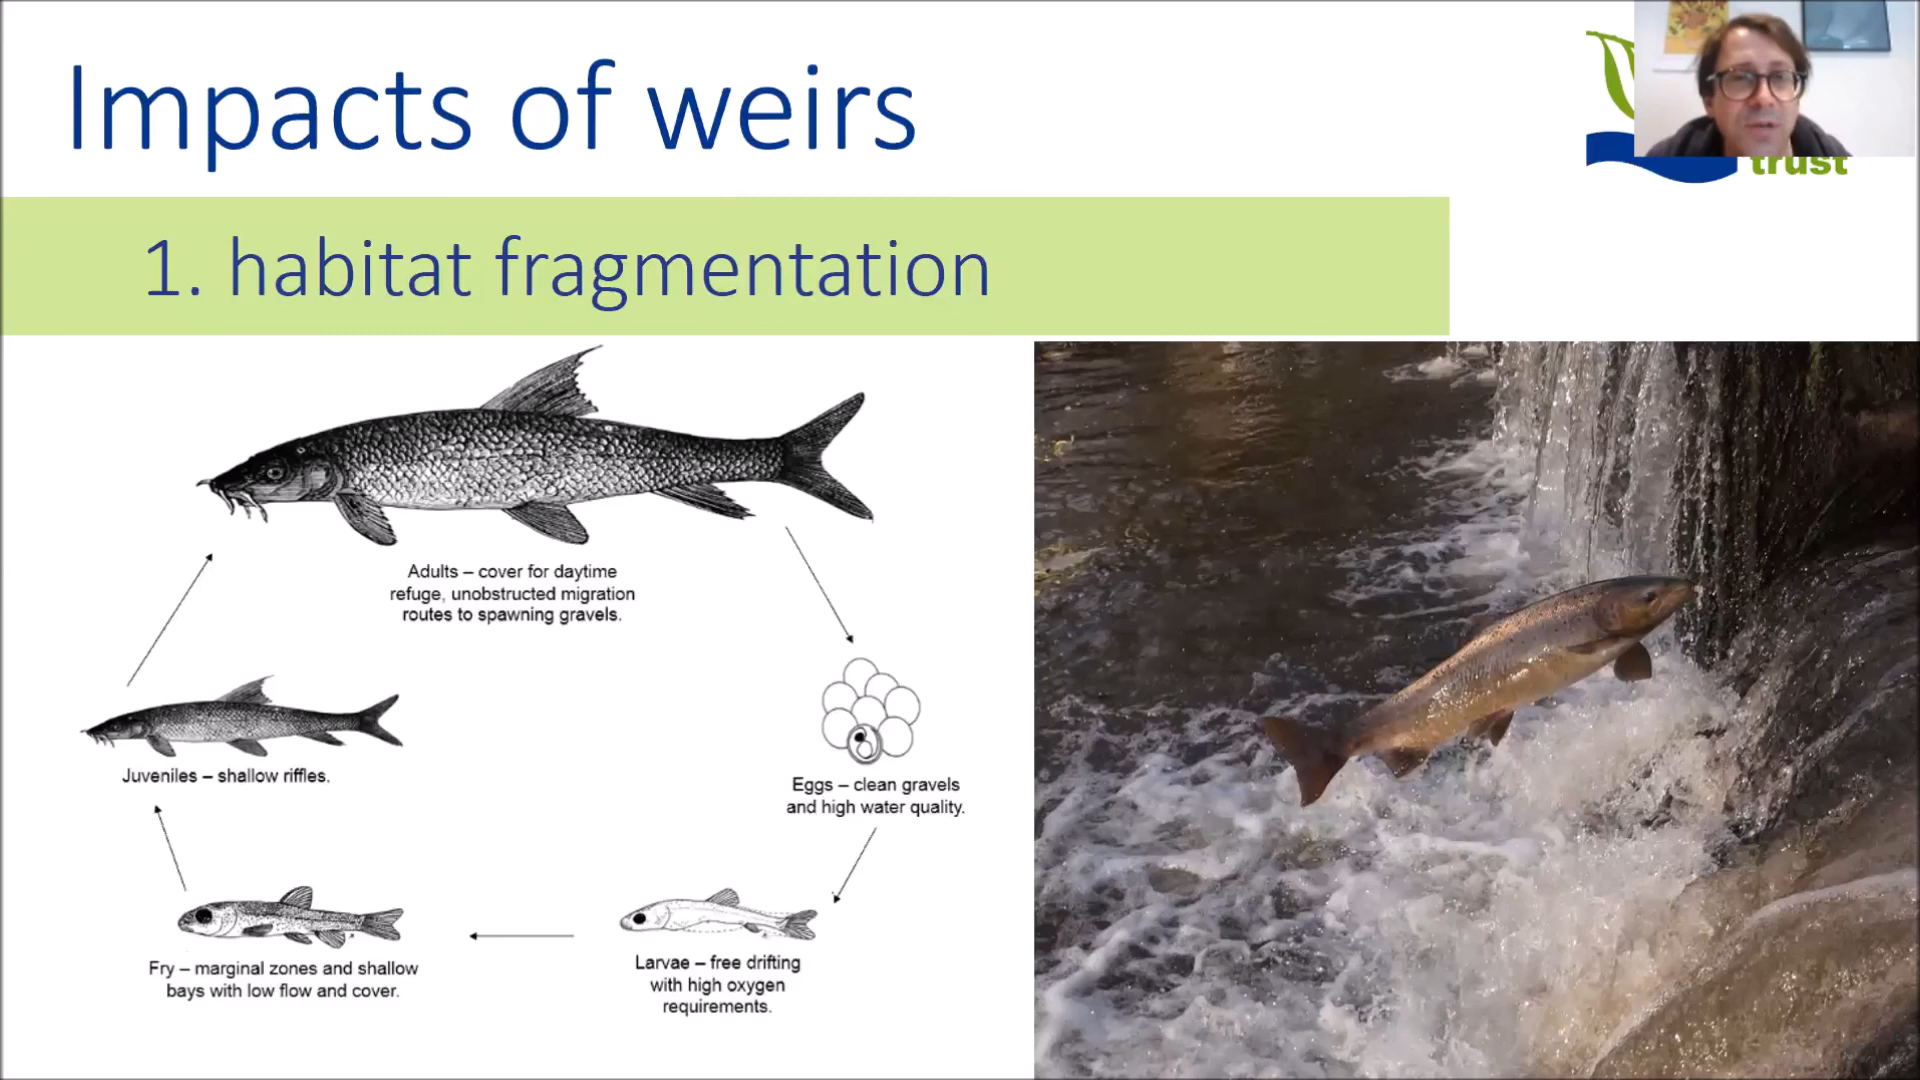 Impacts of weirs
1. habitat fragmentation
trust
Adults – cover for daytime
refuge, unobstructed migration
routes to spawning gravels.
Eggs – clean gravels
and high water quality.
Larvae – free drifting
with high oxygen
requirements.
Fry – marginal zones and shallow
bays with low flow and cover.
Juveniles – shallow riffles.